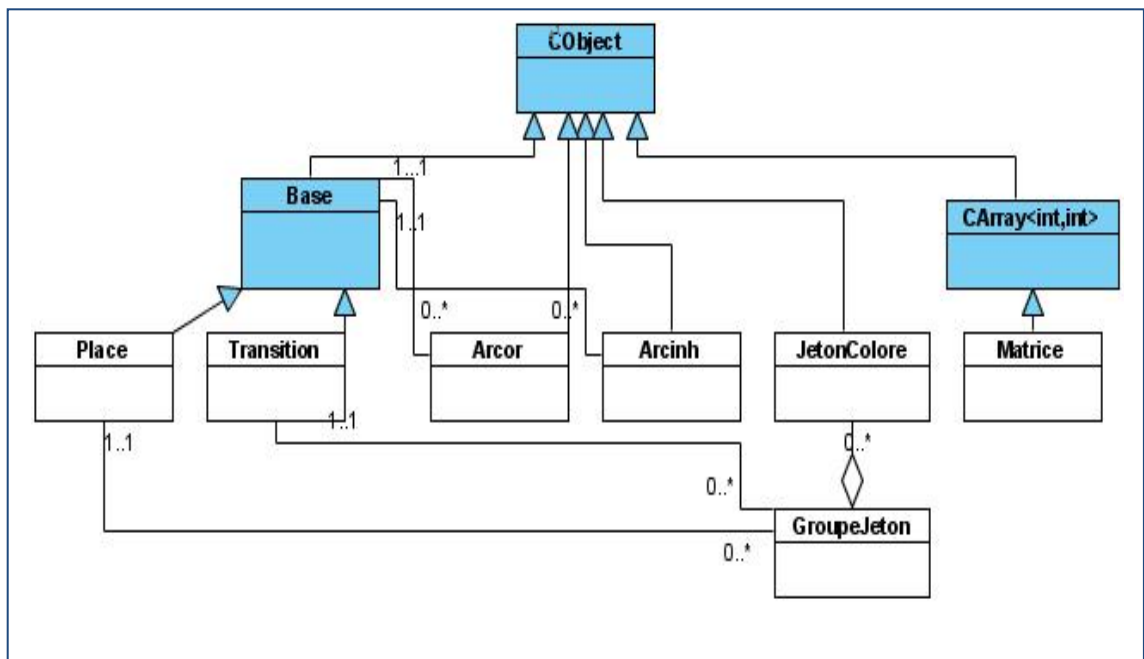 CObject
1...1
Base
CArray<int,int>
1..1
0..*
0..*
Place
Transition
Arcor
Arcinh
JetonColore
Matrice
1..1
1..1
0..*
0..*
GroupeJeton
0..*